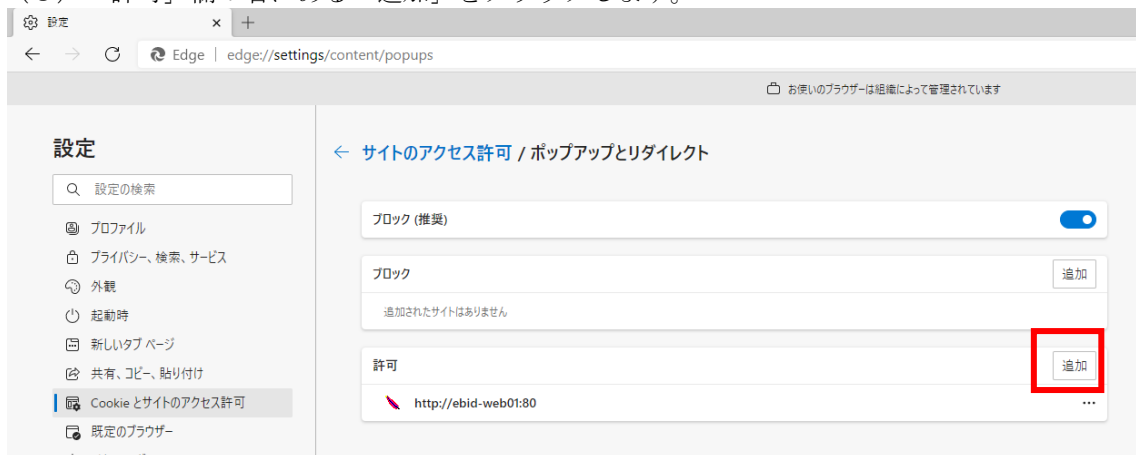 設定
Edge | edge://settings/content/popups
お使いのブラウザーは組織によって管理されています
設定
設定の検索
プロファイル
プライバシー、検索、サービス
外観
起動時
新しいタブ ページ
共有、コピー、貼り付け
Cookie とサイトのアクセス許可
既定のブラウザー
サイトのアクセス許可 / ポップアップとリダイレクト
ブロック (推奨)
ブロック
追加
追加されたサイトはありません
許可
追加
http://ebid-web01:80